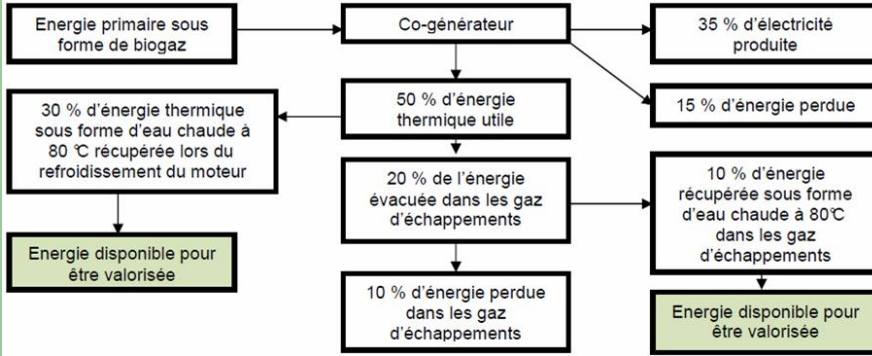 Energie primaire sous
forme de biogaz
Co-générateur
35 % d’électricité
produite
15 % d’énergie perdue
50 % d’énergie
thermique utile
30 % d’énergie thermique
sous forme d’eau chaude à
80 °C récupérée lors du
refroidissement du moteur
20 % de l’énergie
évacuée dans les gaz
d’échappements
10 % d’énergie
récupérée sous forme
d’eau chaude à 80°C
dans les gaz
d’échappements
Energie disponible pour
être valorisée
10 % d’énergie perdue
dans les gaz
d’échappements
Energie disponible pour
être valorisée